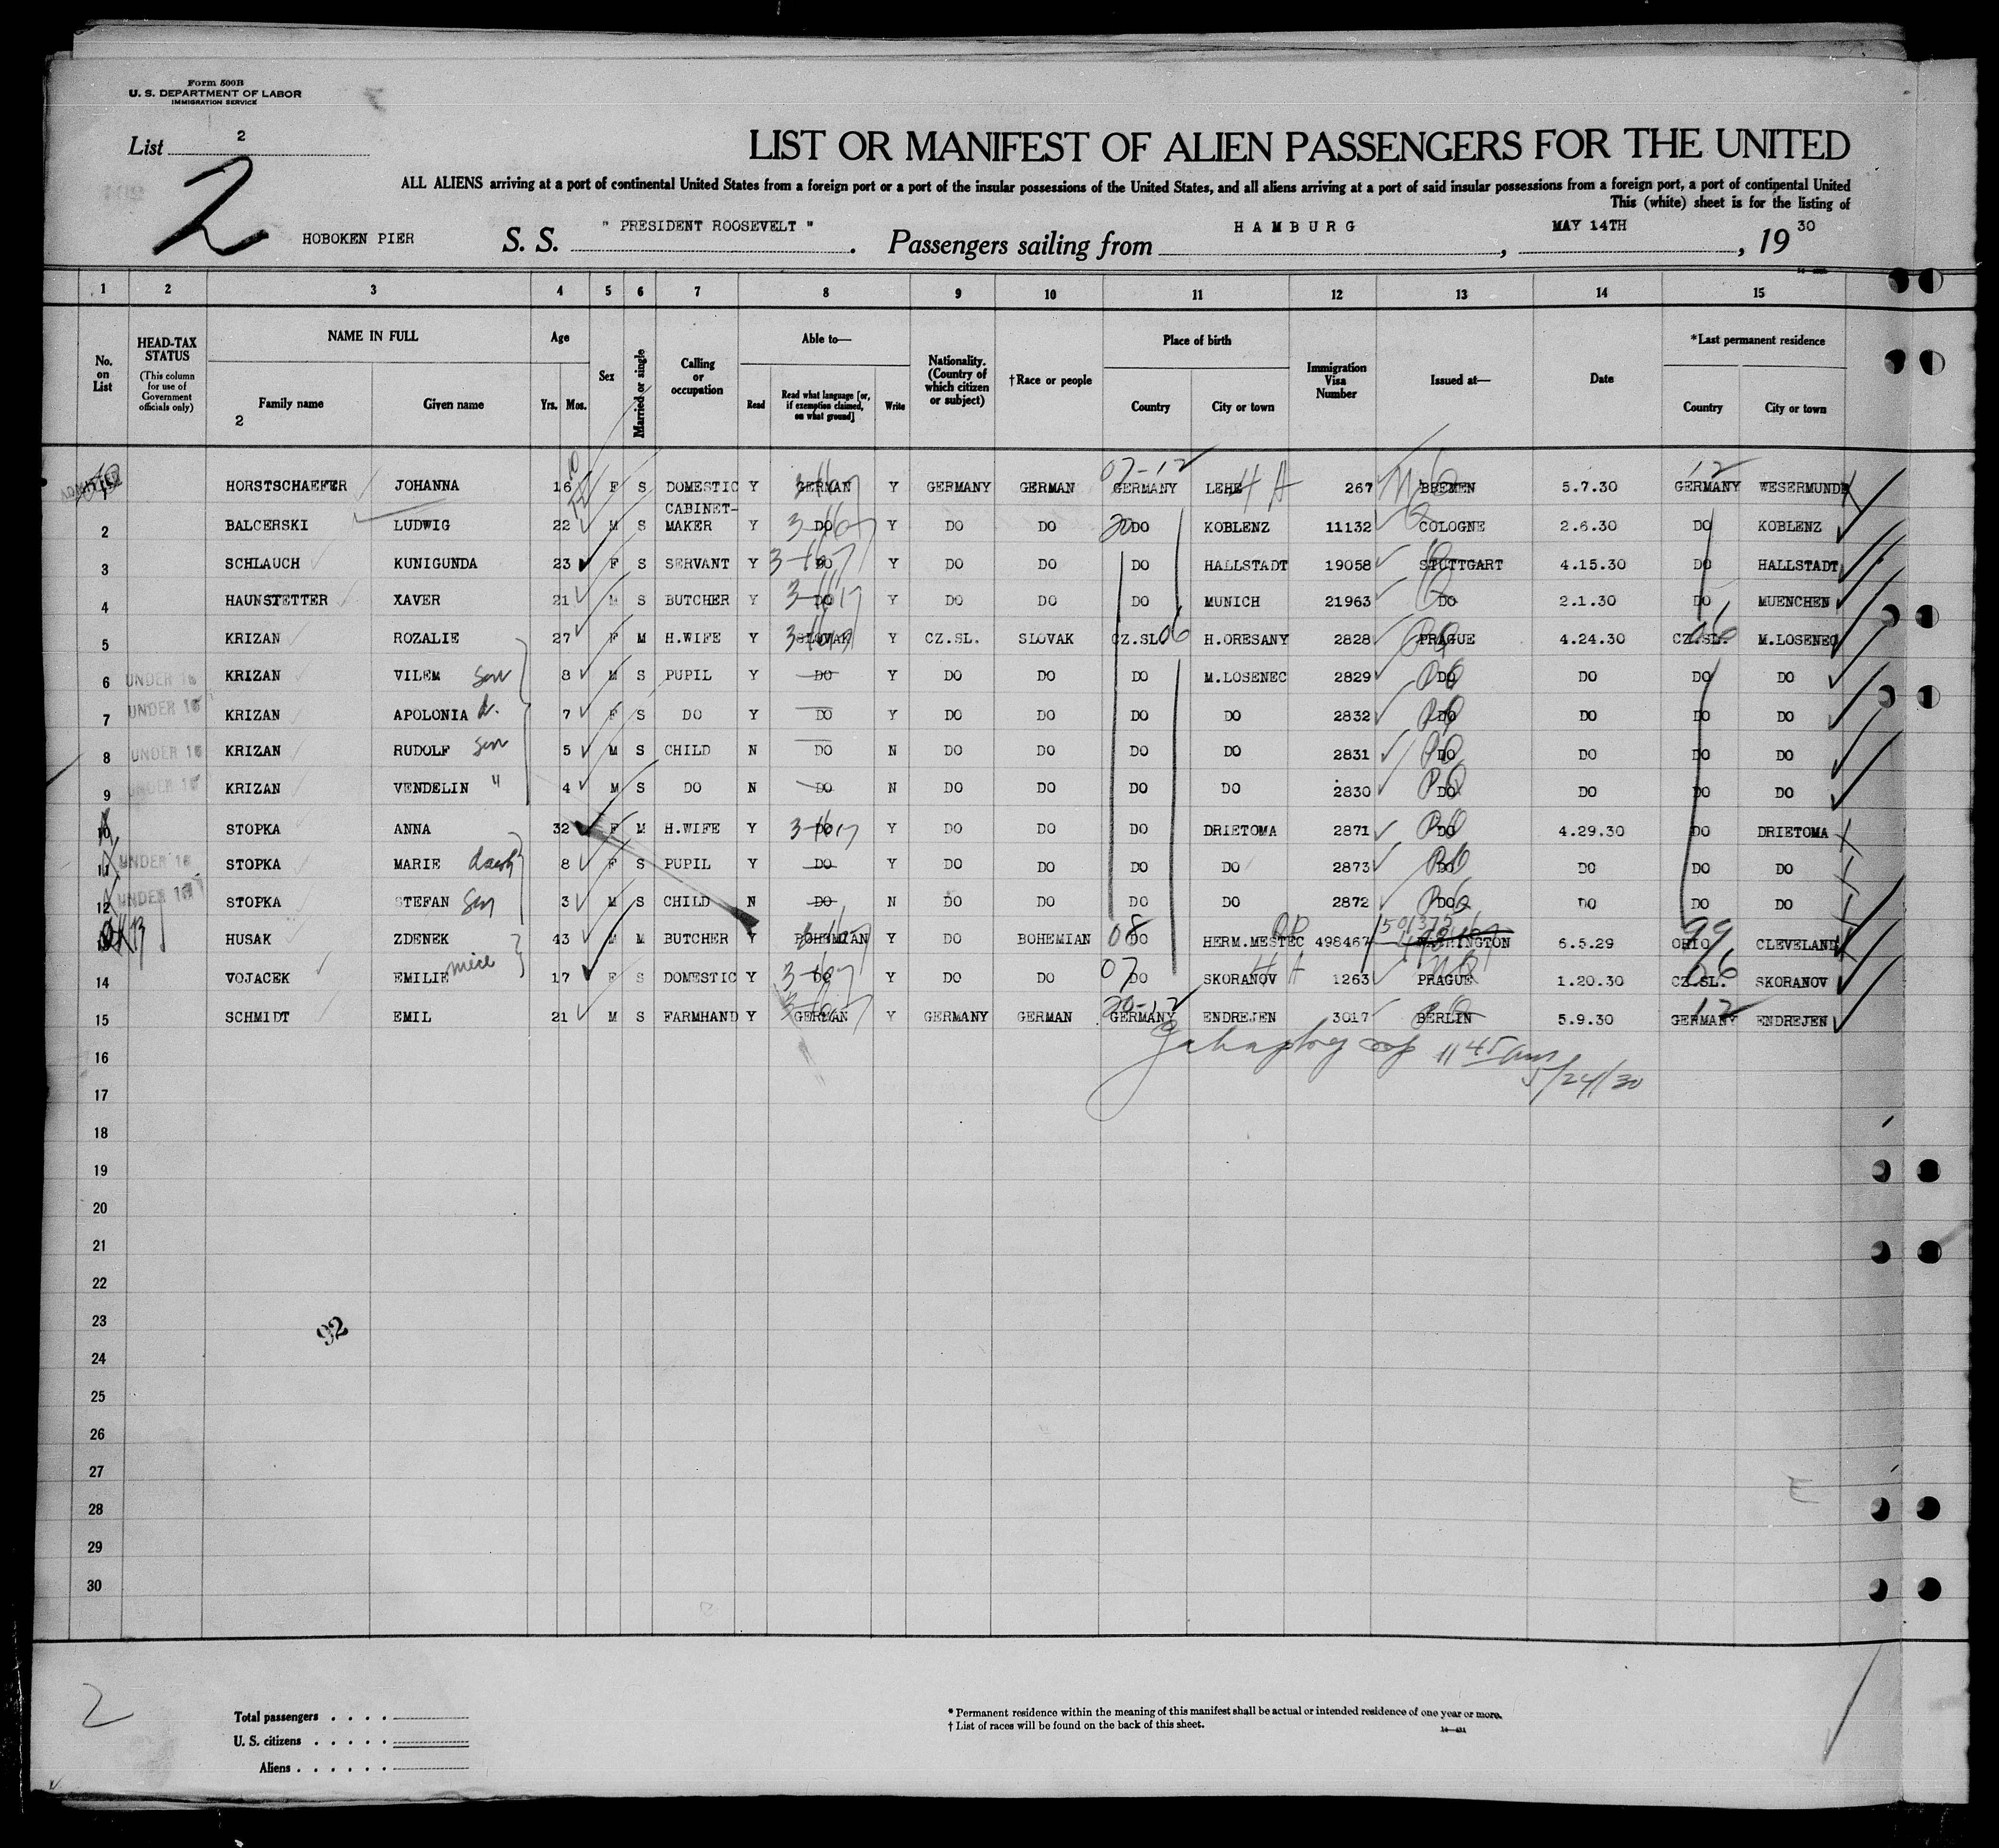 Form 500B
U. S. DEPARTMENT OF LABOR
IMMIGRATION SERVICE
List 2
2
LIST OR MANIFEST OF ALIEN PASSENGERS FOR THE UNITED
ALL ALIENS arriving at a port of continental United States from a foreign port or a port of the insular possessions of the United States, and all aliens arriving at a port of said insular possessions from a foreign port, a port of continental United
This (white) sheet is for the listing of
HOBOKEN PIER S. S. " PRESIDENT ROOSEVELT ". Passengers sailing from HAMBURG, MAY 14TH, 19 30
1 2 3 4 5 6 7 8 9 10 11 12 13 14 15
No. on List
HEAD-TAX STATUS
(This column for use of Government officials only)
NAME IN FULL
Family name Given name
2
Age
Yrs. Mos.
Sex
Married or single
Calling or occupation
Able to—
Read
Read what language [or, if exemption claimed, on what ground]
Write
Nationality. (Country of which citizen or subject)
†Race or people
Place of birth
Country City or town
Immigration Visa Number
Issued at—
Date
*Last permanent residence
Country City or town
HORSTSCHAEFER JOHANNA 16 F S DOMESTIC Y GERMAN Y GERMANY GERMAN GERMANY LEHE 267 BREMEN 5.7.30 GERMANY WESERMUNDE
2 BALCERSKI LUDWIG 22 M S CABINET-MAKER Y DO Y DO DO DO KOBLENZ 11132 COLOGNE 2.6.30 DO KOBLENZ
3 SCHLAUCH KUNIGUNDA 23 F S SERVANT Y DO Y DO DO DO HALLSTADT 19058 STUTTGART 4.15.30 DO HALLSTADT
4 HAUNSTETTER XAVER 21 M S BUTCHER Y DO Y DO DO DO MUNICH 21963 DO 2.1.30 DO MUENCHEN
5 KRIZAN ROZALIE 27 F M H.WIFE Y SLOVAK Y CZ.SL. SLOVAK CZ.SL. 06 H.ORESANY 2828 PRAGUE 4.24.30 CZ.SL. M.LOSENEC
6 UNDER 16 KRIZAN VILEM son 8 M S PUPIL Y DO Y DO DO DO M.LOSENEC 2829 DO DO DO DO
7 UNDER 16 KRIZAN APOLONIA d. 7 F S DO Y DO Y DO DO DO DO 2832 DO DO DO DO
8 UNDER 16 KRIZAN RUDOLF son 5 M S CHILD N DO N DO DO DO DO 2831 DO DO DO DO
9 UNDER 16 KRIZAN VENDELIN " 4 M S DO N DO N DO DO DO DO 2830 DO DO DO DO
10 STOPKA ANNA 32 F M H.WIFE Y DO Y DO DO DO DRIETOMA 2871 DO 4.29.30 DO DRIETOMA
11 UNDER 16 STOPKA MARIE 8 F S PUPIL Y DO Y DO DO DO DO 2873 DO DO DO DO
12 UNDER 16 STOPKA STEFAN son 3 M S CHILD N DO N DO DO DO DO 2872 DO DO DO DO
13 HUSAK ZDENEK 43 M M BUTCHER Y BOHEMIAN Y DO BOHEMIAN 08 DO HERM.MESTEC 498467 WASHINGTON 6.5.29 OHIO CLEVELAND
14 VOJACEK EMILIE niece 17 F S DOMESTIC Y DO Y DO DO 07 DO SKORANOV 1263 PRAGUE 1.20.30 CZ.SL. SKORANOV
15 SCHMIDT EMIL 21 M S FARMHAND Y GERMAN Y GERMANY GERMAN GERMANY ENDREJEN 3017 BERLIN 5.9.30 GERMANY ENDREJEN
16
11 45 am
5/24/30
17
18
19
20
21
22
23
92
24
25
26
27
28
29
30
2
Total passengers
U. S. citizens
Aliens
* Permanent residence within the meaning of this manifest shall be actual or intended residence of one year or more.
† List of races will be found on the back of this sheet.